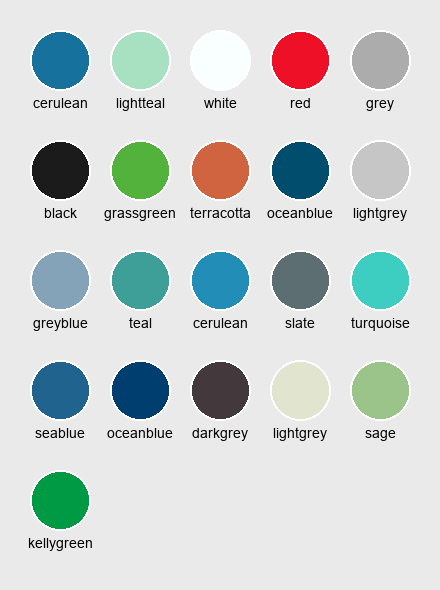 cerulean lightteal white red grey
black grassgreen terracotta oceanblue lightgrey
greyblue teal cerulean slate turquoise
seablue oceanblue darkgrey lightgrey sage
kellygreen